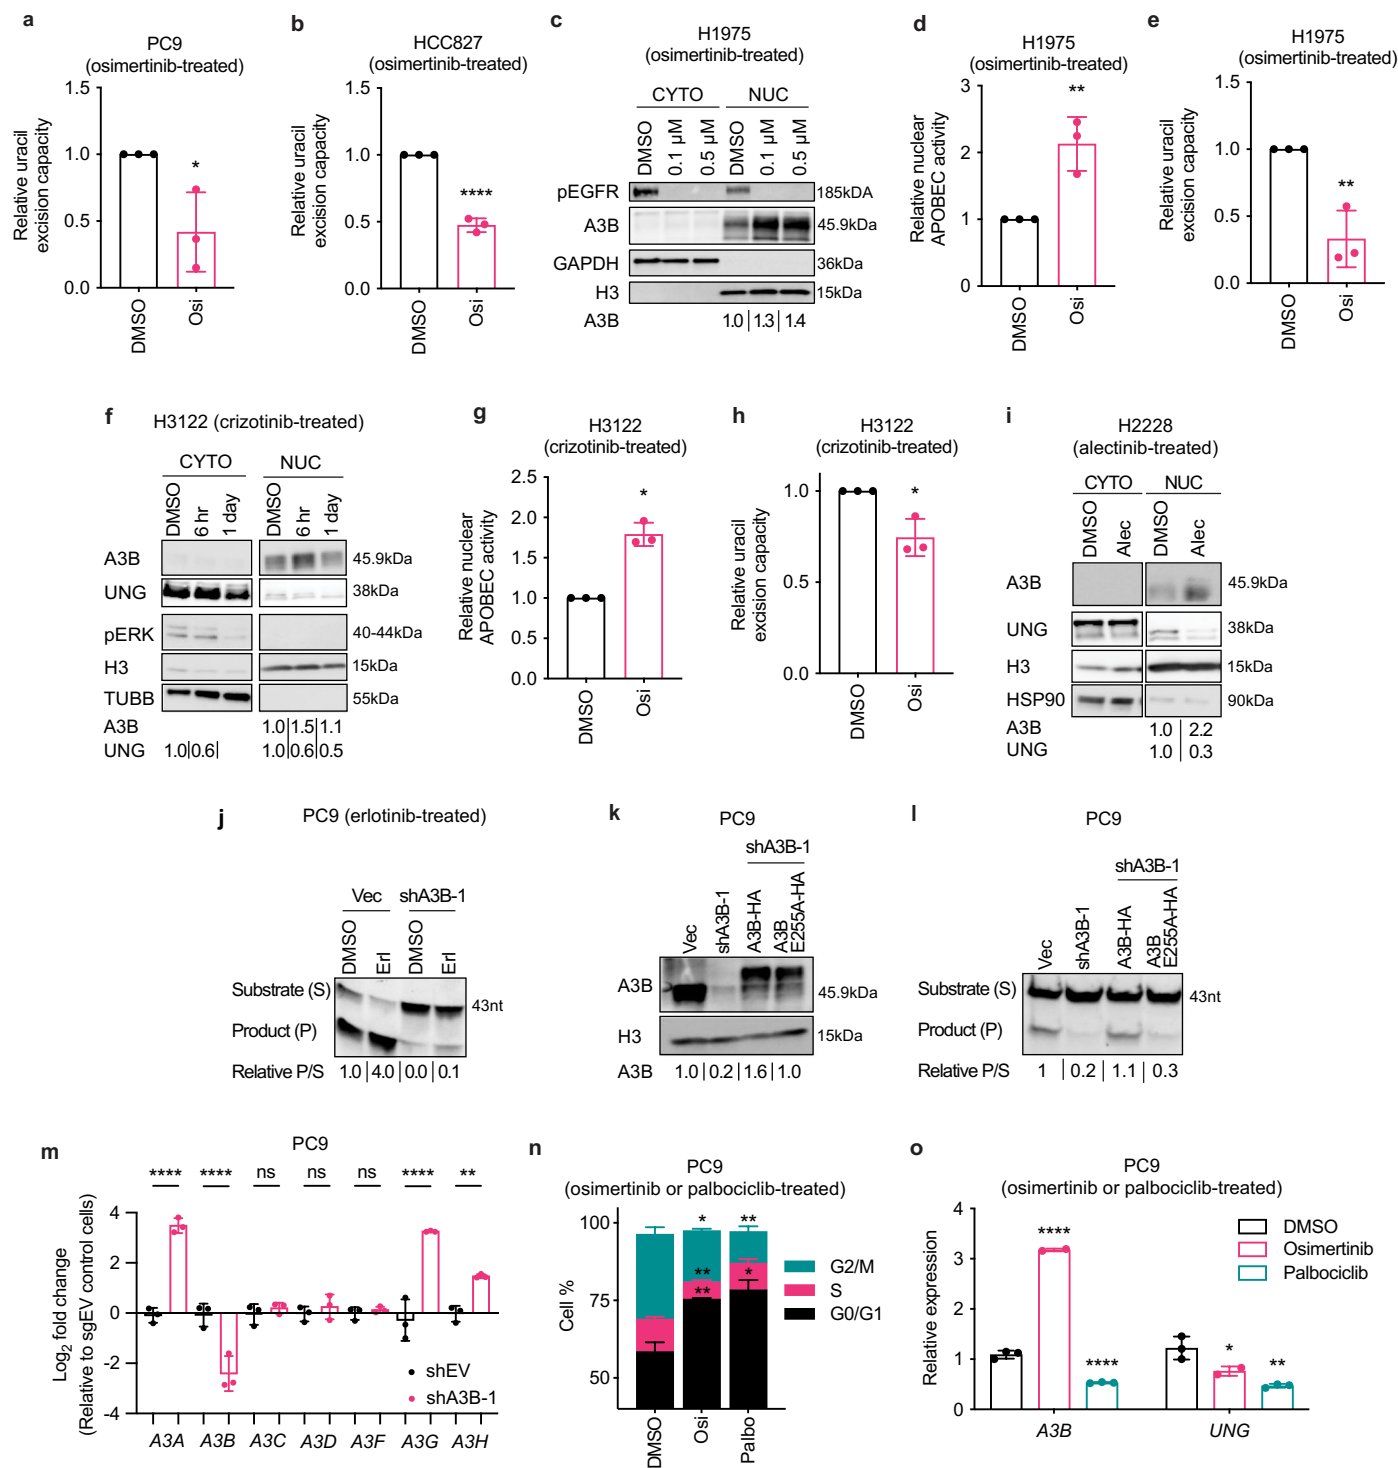 a
PC9
(osimertinib-treated)
Relative uracil
excision capacity
1.5
1.0
0.5
0.0
*
DMSO
Osi
b
HCC827
(osimertinib-treated)
Relative uracil
excision capacity
1.5
1.0
0.5
0.0
****
DMSO
Osi
c
H1975
(osimertinib-treated)
CYTO NUC
DMSO 0.1 µM 0.5 µM DMSO 0.1 µM 0.5 µM
pEGFR 185kDA
A3B 45.9kDa
GAPDH 36kDa
H3 15kDa
A3B 1.0 1.3 1.4
d
H1975
(osimertinib-treated)
Relative nuclear
APOBEC activity
3
2
1
0
**
DMSO
Osi
e
H1975
(osimertinib-treated)
Relative uracil
excision capacity
1.5
1.0
0.5
0.0
**
DMSO
Osi
f
H3122 (crizotinib-treated)
CYTO NUC
DMSO 6 hr 1 day DMSO 6 hr 1 day
A3B 45.9kDa
UNG 38kDa
pERK 40-44kDa
H3 15kDa
TUBB 55kDa
A3B 1.0 1.5 1.1
UNG 1.0 0.6 1.0 0.6 0.5
g
H3122
(crizotinib-treated)
Relative nuclear
APOBEC activity
2.5
2.0
1.5
1.0
0.5
0.0
*
DMSO
Osi
h
H3122
(crizotinib-treated)
Relative uracil
excision capacity
1.0
0.5
0.0
*
DMSO
Osi
i
H2228
(alectinib-treated)
CYTO NUC
DMSO Alec DMSO Alec
A3B 45.9kDa
UNG 38kDa
H3 15kDa
HSP90 90kDa
A3B 1.0 2.2
UNG 1.0 0.3
j
PC9 (erlotinib-treated)
Vec shA3B-1
DMSO Erl DMSO Erl
Substrate (S) 43nt
Product (P)
Relative P/S 1.0 4.0 0.0 0.1
k
PC9
shA3B-1
Vec shA3B-1 A3B-HA A3B E255A-HA
A3B 45.9kDa
H3 15kDa
A3B 1.0 0.2 1.6 1.0
l
PC9
shA3B-1
Vec shA3B-1 A3B-HA A3B E255A-HA
Substrate (S) 43nt
Product (P)
Relative P/S 1 0.2 1.1 0.3
m
PC9
**** **** ns ns ns **** **
Log2 fold change
(Relative to sgEV control cells)
4
2
0
-2
-4
shEV
shA3B-1
A3A A3B A3C A3D A3F A3G A3H
n
PC9
(osimertinib or palbociclib-treated)
Cell %
100
75
50
* **
** *
**
G2/M
S
G0/G1
DMSO Osi Palbo
o
PC9
(osimertinib or palbociclib-treated)
Relative expression
4
3
2
1
0
**** **** * **
DMSO
Osimertinib
Palbociclib
A3B UNG